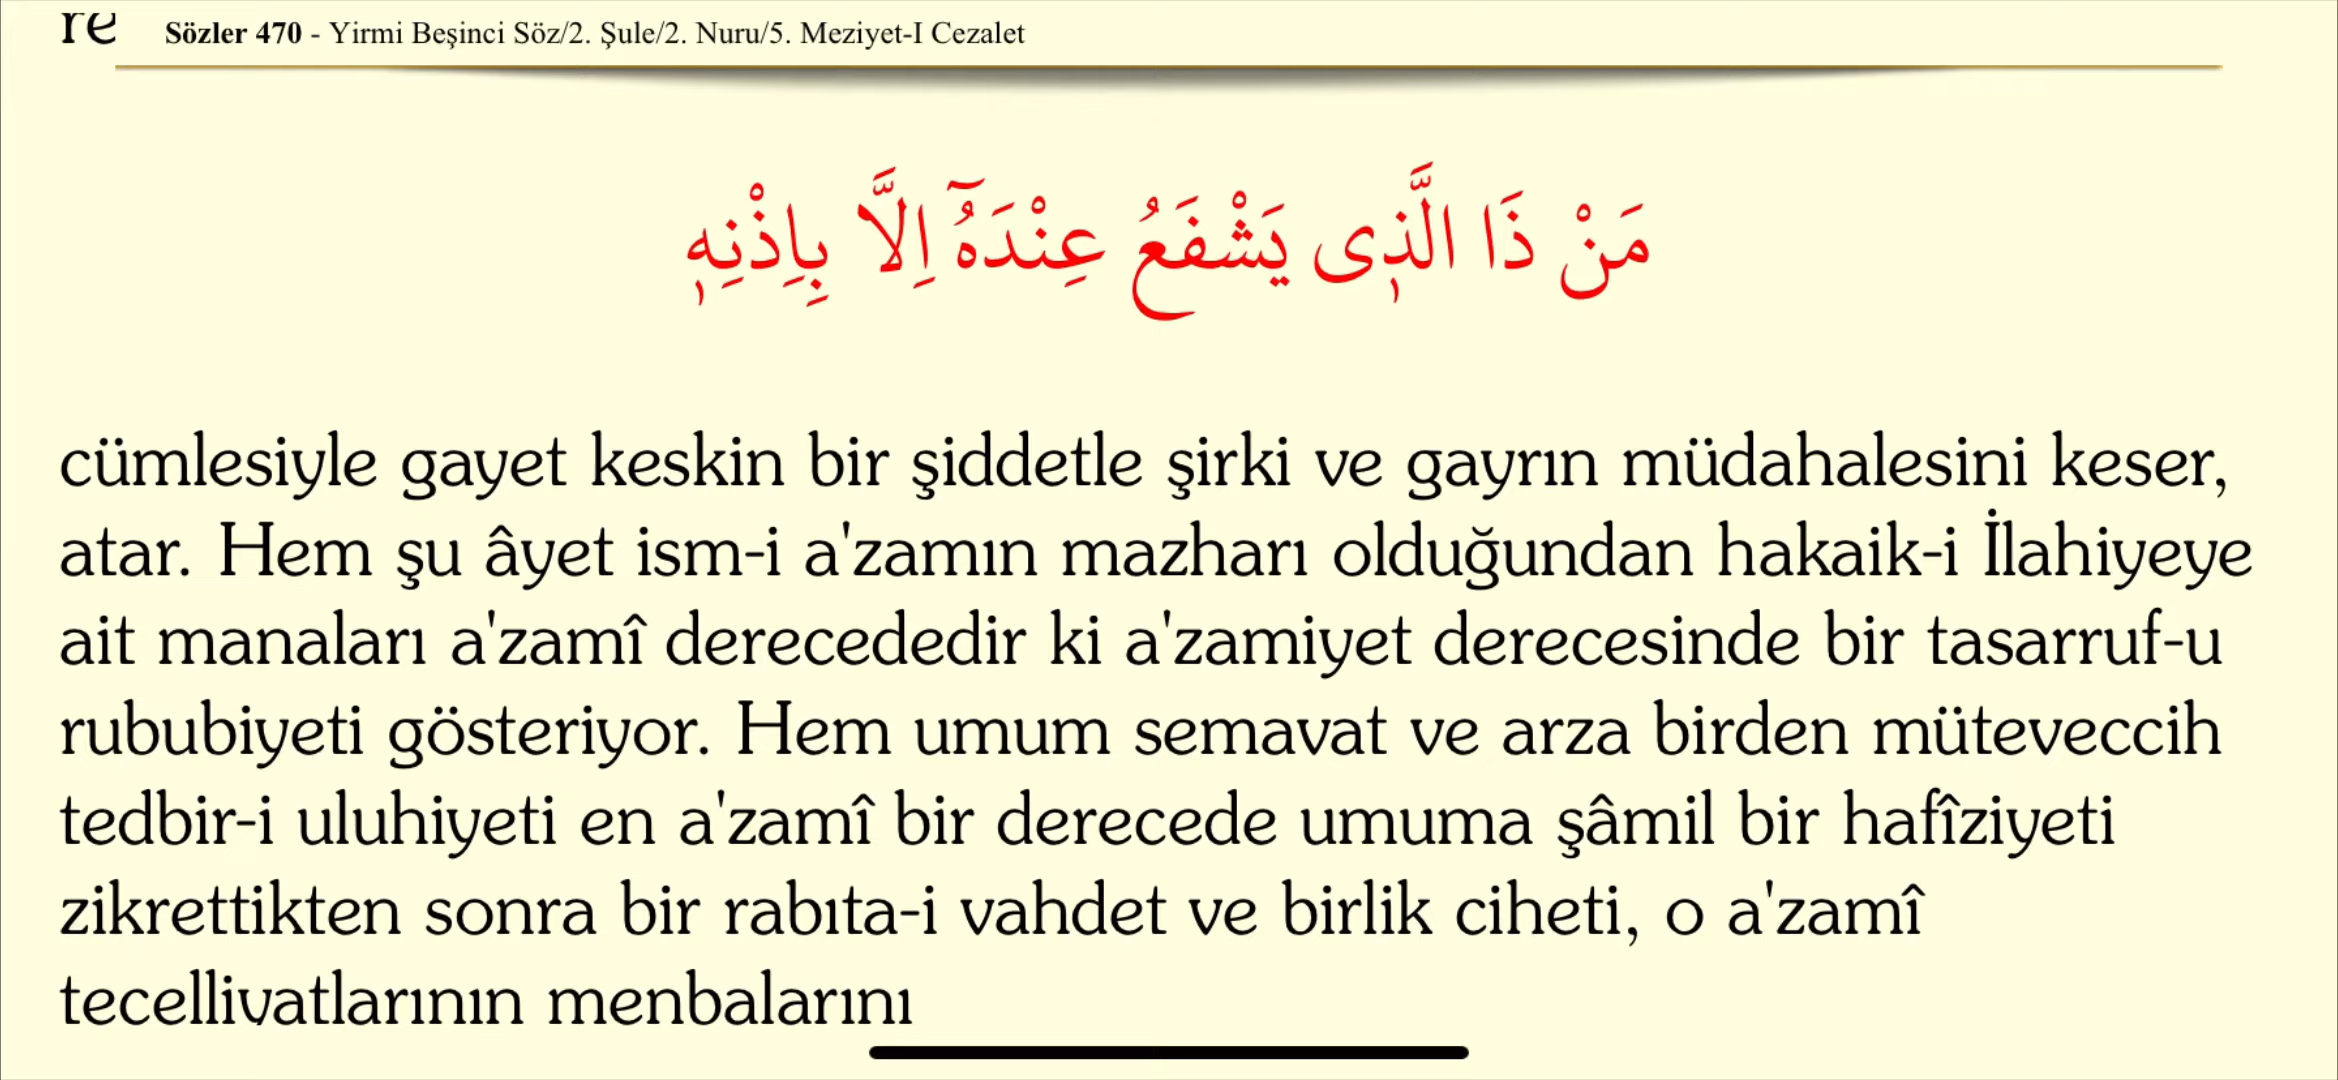 re
Sözler 470 - Yirmi Beşinci Söz/2. Şule/2. Nuru/5. Meziyet-I Cezalet
مَنْ ذَا الَّذٖى يَشْفَعُ عِنْدَهُٓ اِلَّا بِاِذْنِهٖ
cümlesiyle gayet keskin bir şiddetle şirki ve gayrın müdahalesini keser,
atar. Hem şu âyet ism-i a'zamın mazharı olduğundan hakaik-i İlahiyeye
ait manaları a'zamî derecededir ki a'zamiyet derecesinde bir tasarruf-u
rububiyeti gösteriyor. Hem umum semavat ve arza birden müteveccih
tedbir-i uluhiyeti en a'zamî bir derecede umuma şâmil bir hafîziyeti
zikrettikten sonra bir rabıta-i vahdet ve birlik ciheti, o a'zamî
tecelliyatlarının menbalarını